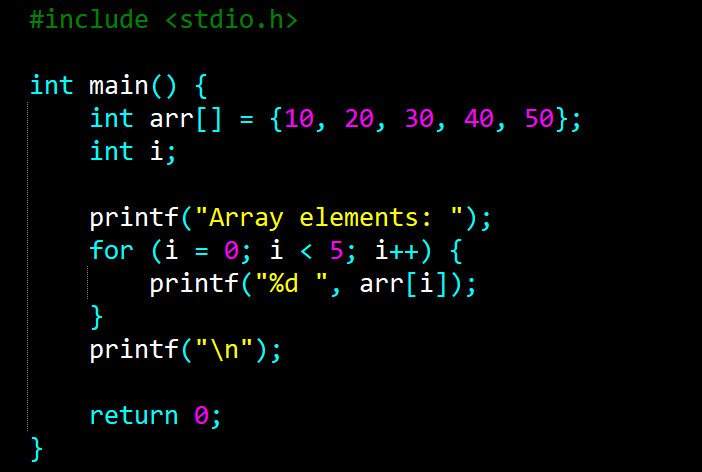 #include <stdio.h>

int main() {
    int arr[] = {10, 20, 30, 40, 50};
    int i;

    printf("Array elements: ");
    for (i = 0; i < 5; i++) {
        printf("%d ", arr[i]);
    }
    printf("\n");

    return 0;
}